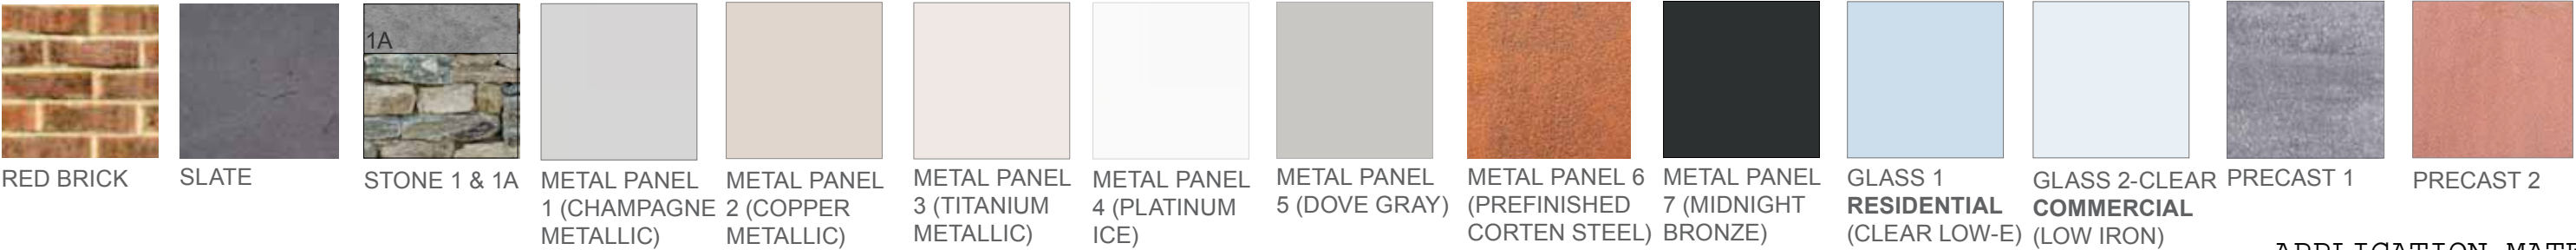 1A
RED BRICK
SLATE
STONE 1 & 1A
METAL PANEL
1 (CHAMPAGNE
METALLIC)
METAL PANEL
2 (COPPER
METALLIC)
METAL PANEL
3 (TITANIUM
METALLIC)
METAL PANEL
4 (PLATINUM
ICE)
METAL PANEL
5 (DOVE GRAY)
METAL PANEL 6
(PREFINISHED
CORTEN STEEL)
METAL PANEL
7 (MIDNIGHT
BRONZE)
GLASS 1
RESIDENTIAL
(CLEAR LOW-E)
GLASS 2-CLEAR
COMMERCIAL
(LOW IRON)
PRECAST 1
PRECAST 2